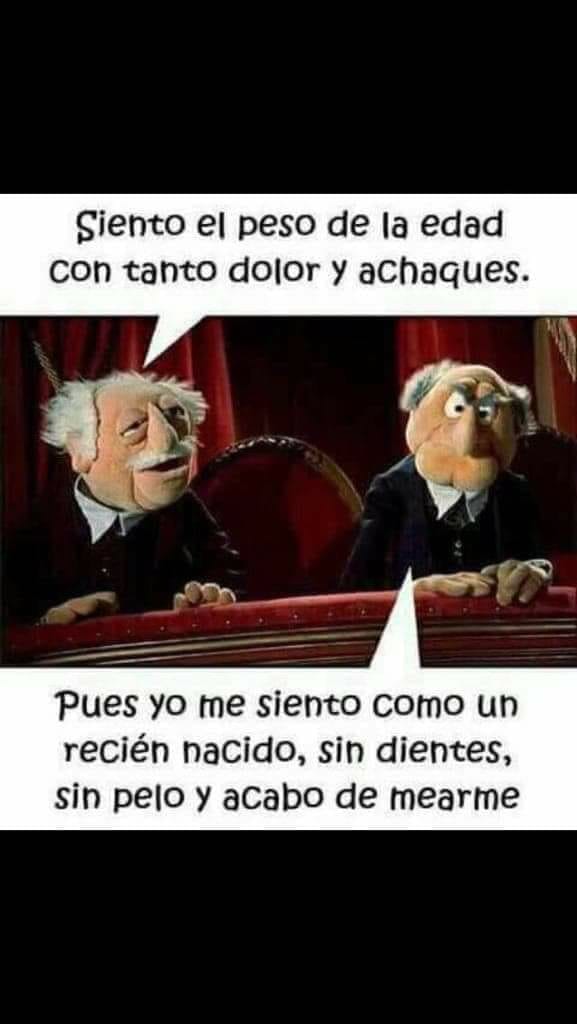 Siento el peso de la edad
con tanto dolor y achaques.
Pues yo me siento como un
recién nacido, sin dientes,
sin pelo y acabo de mearme